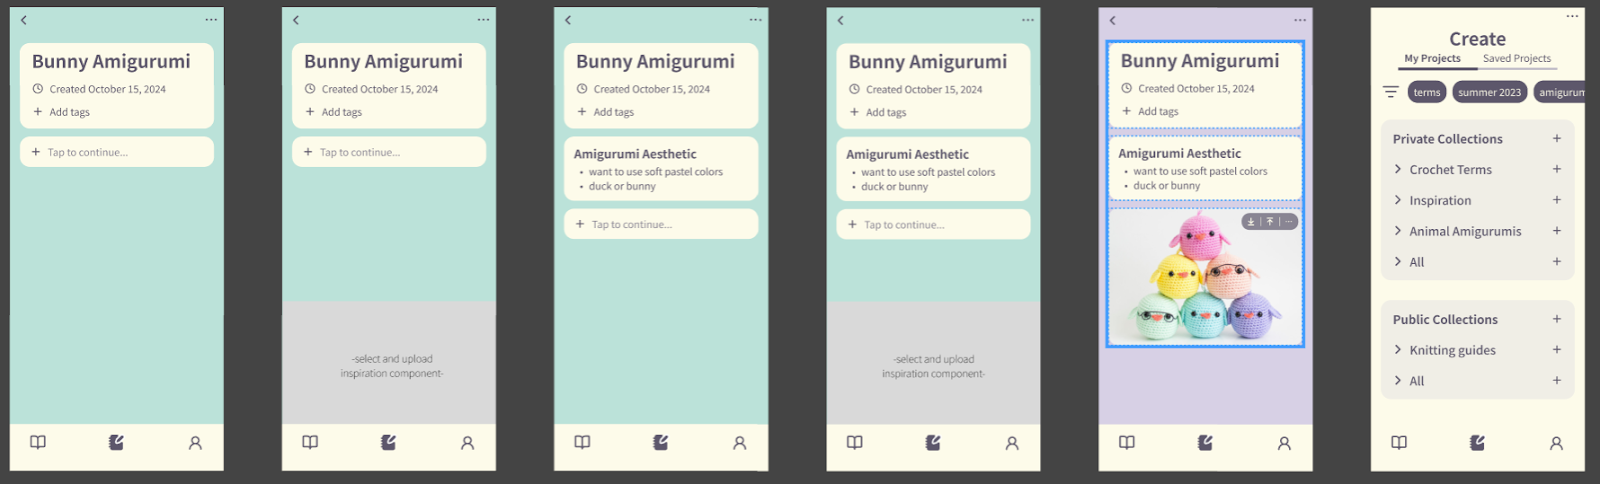 Bunny Amigurumi
Created October 15, 2024
+ Add tags
+ Tap to continue...
Bunny Amigurumi
Created October 15, 2024
+ Add tags
+ Tap to continue...
-select and upload
inspiration component-
Bunny Amigurumi
Created October 15, 2024
+ Add tags
Amigurumi Aesthetic
• want to use soft pastel colors
• duck or bunny
+ Tap to continue...
Bunny Amigurumi
Created October 15, 2024
+ Add tags
Amigurumi Aesthetic
• want to use soft pastel colors
• duck or bunny
+ Tap to continue...
-select and upload
inspiration component-
Bunny Amigurumi
Created October 15, 2024
+ Add tags
Amigurumi Aesthetic
• want to use soft pastel colors
• duck or bunny
Create
My Projects Saved Projects
terms summer 2023 amigurum
Private Collections +
Crochet Terms +
Inspiration +
Animal Amigurumis +
All +
Public Collections +
Knitting guides +
All +